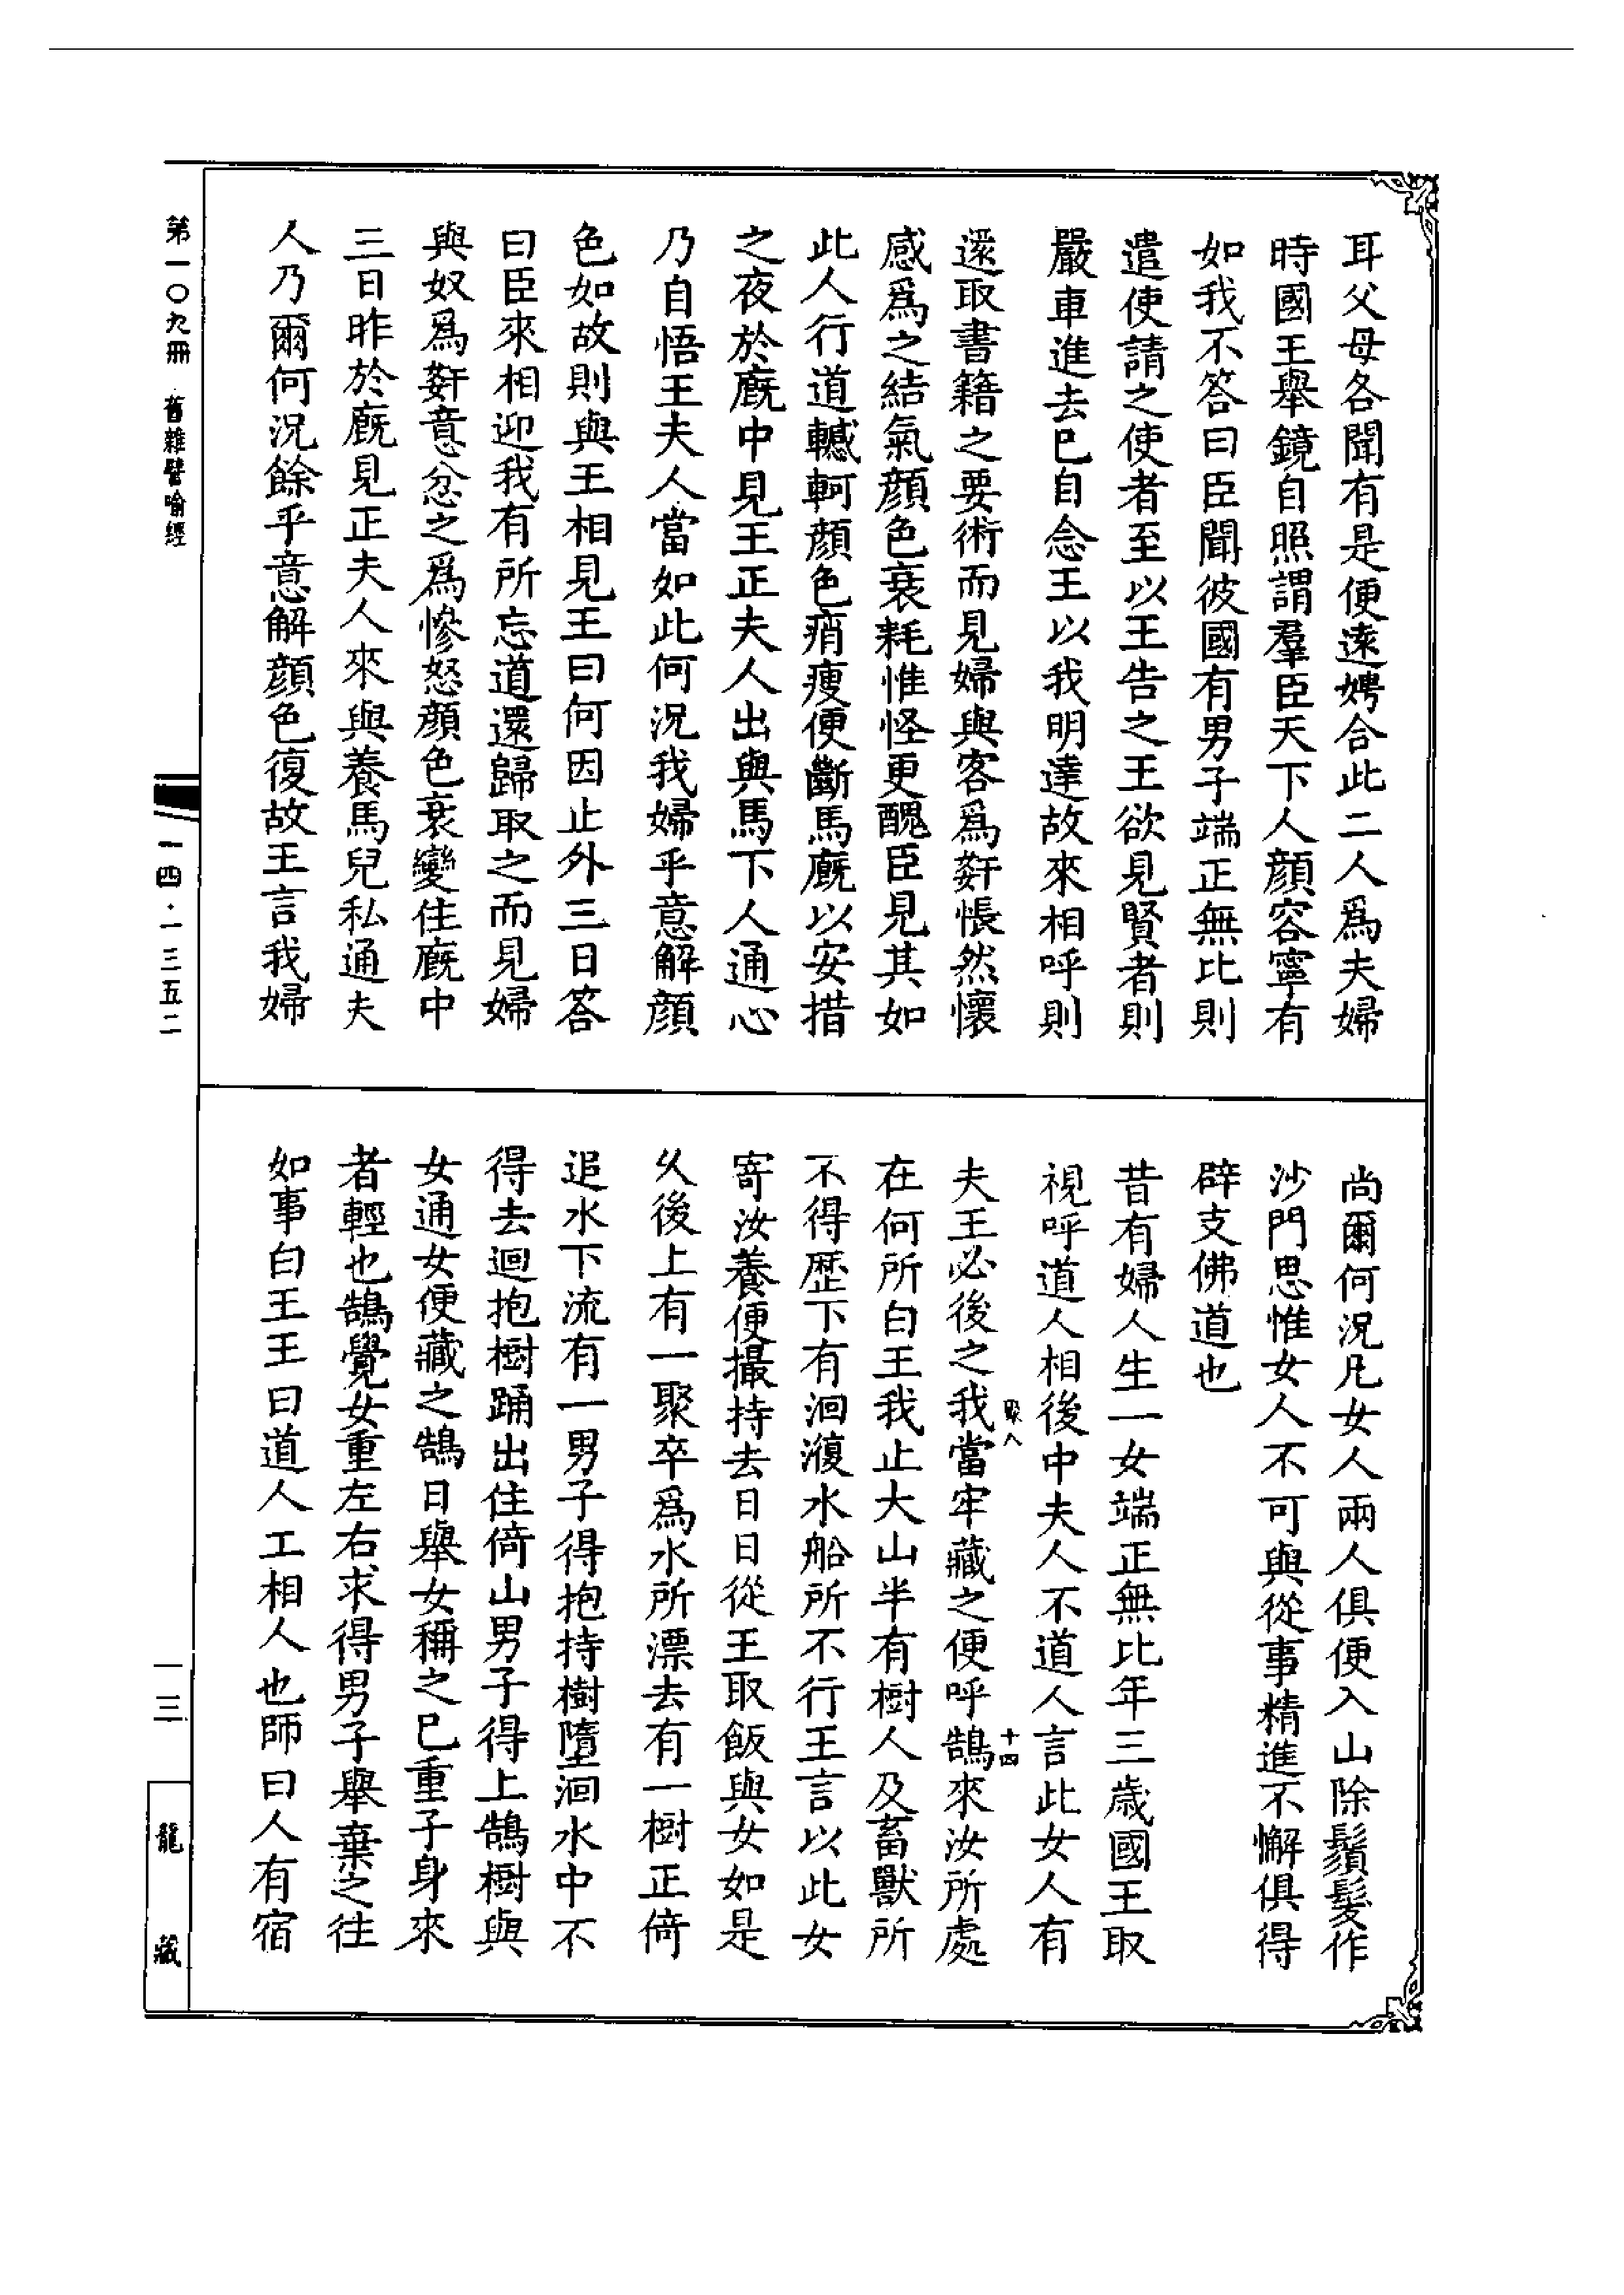 耳父母各聞有是便遠娉合此二人爲夫婦
時國王舉鏡自照謂羣臣天下人顔容寧有
如我不答曰臣聞彼國有男子端正無比則
遣使請之使者至以王告之王欲見賢者則
嚴車進去已自念王以我明達故來相呼則
還取書籍之要術而見婦與客爲姧悵然懷
感爲之結氣顔色衰耗惟怪更醜臣見其如
此人行道轗軻顔色痟瘦便斷馬廐以安措
之夜於廐中見王正夫人出與馬下人通心
乃自悟王夫人當如此何況我婦乎意解顔
色如故則與王相見王曰何因止外三日答
曰臣來相迎我有所忘道還歸取之而見婦
與奴爲姧意忿之爲慘怒顔色衰變住廐中
三日昨於廐見正夫人來與養馬兒私通夫
人乃爾何況餘乎意解顔色復故王言我婦
尚爾何況凡女人兩人俱便入山除鬚髮作
沙門思惟女人不可與從事精進不懈俱得
辟支佛道也
昔有婦人生一女端正無比年三歲國王取
視呼道人相後中夫人不道人言此女人有
夫王必後之我當牢藏之便呼鵠來汝所處
在何所白王我止大山半有樹人及畜獸所
不得歷下有洄澓水船所不行王言以此女
寄汝養便撮持去日日從王取飯與女如是
久後上有一聚卒爲水所漂去有一樹正倚
追水下流有一男子得抱持樹墮洄水中不
得去迴抱樹踊出住倚山男子得上鵠樹與
女通女便藏之鵠日舉女稱之已重子身來
者輕也鵠覺女重左右求得男子舉棄之往
如事白王王曰道人工相人也師曰人有宿
聚八
十四
第一〇九冊 舊雜譬喻經
一四·一三五二
一三
龍藏